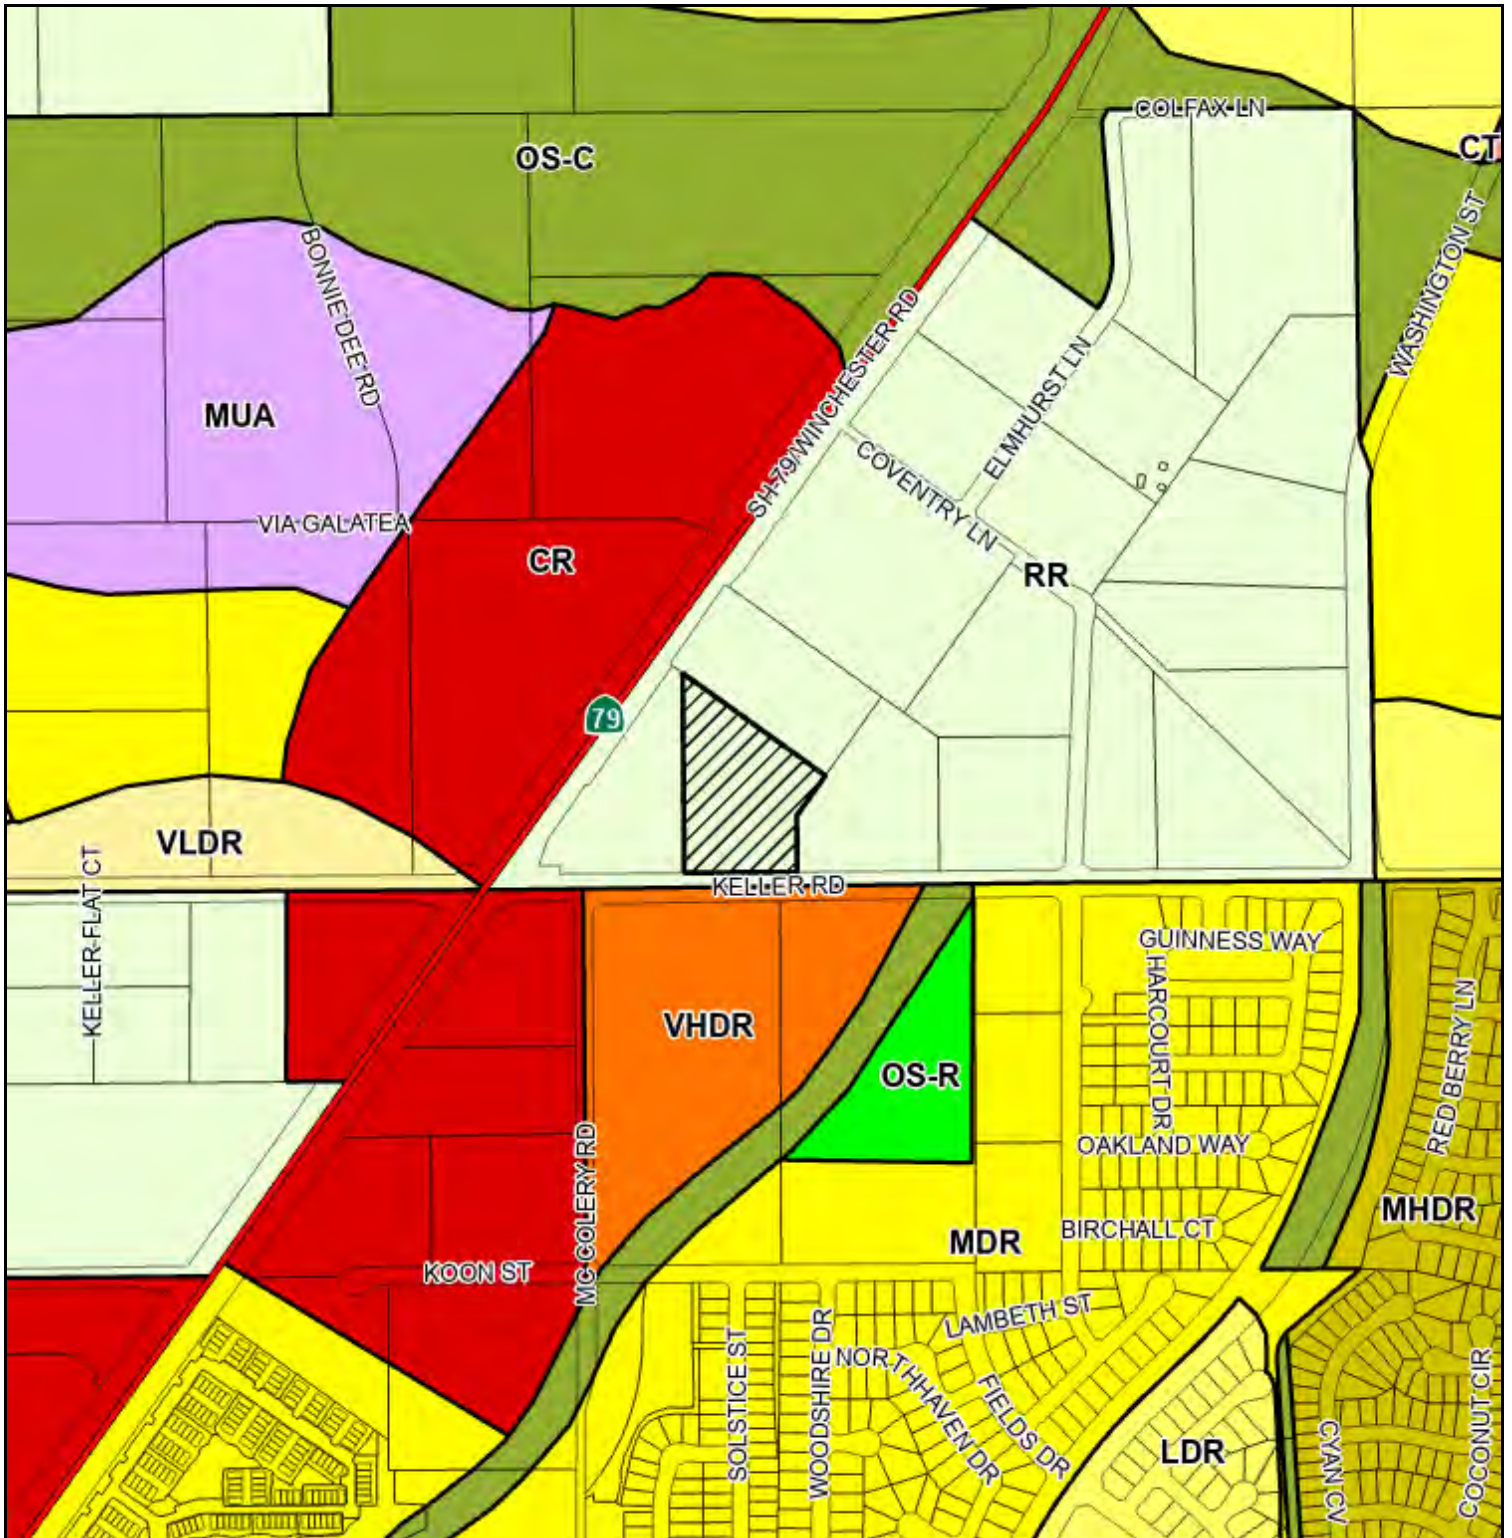 COLFAX LN
CT
OS-C
WASHINGTON ST
BONNIE DEE RD
SH-79/WINCHESTER RD
ELMHURST LN
MUA
COVENTRY LN
VIA GALATEA
CR
RR
79
VLDR
KELLER RD
KELLER-FLAT CT
GUINNESS WAY
HARCOURT DR
VHDR
OS-R
RED BERRY LN
OAKLAND WAY
MC COLERY RD
MHDR
BIRCHALL CT
MDR
KOON ST
LAMBETH ST
SOLSTICE ST
WOODSHIRE DR
NORTHHAVEN DR
FIELDS DR
COCONUT CIR
LDR
CYAN CV